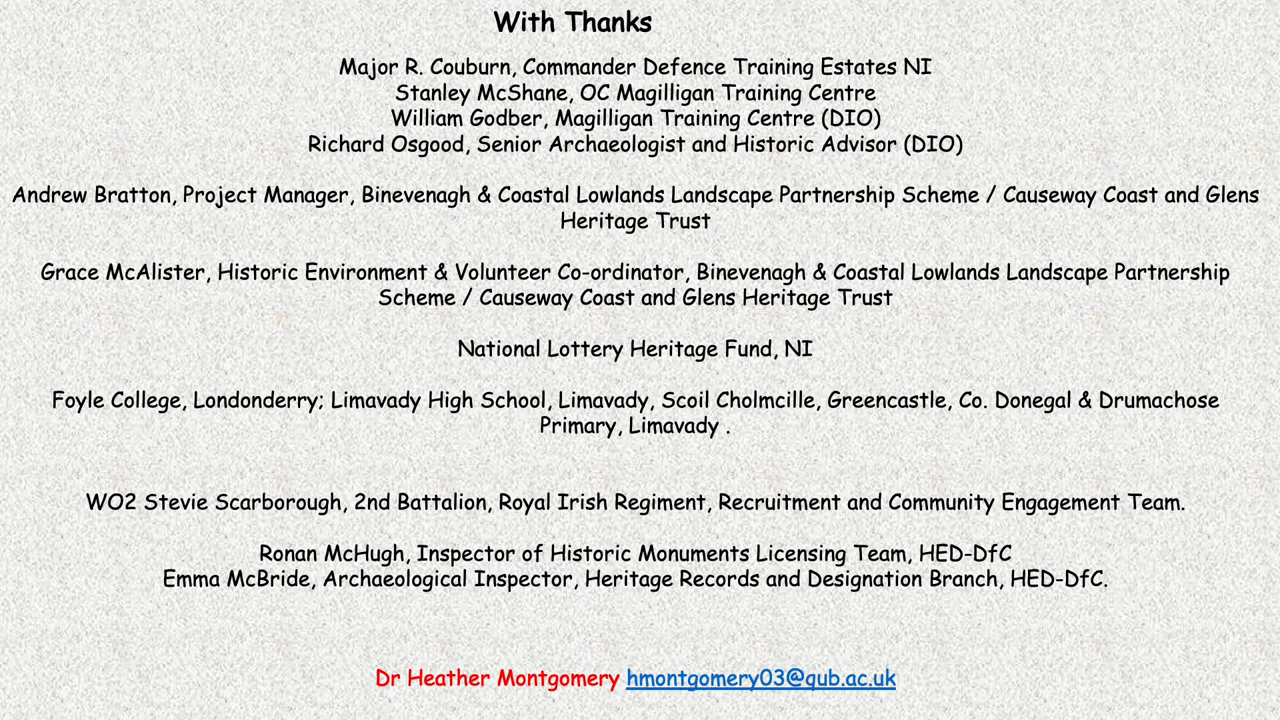 With Thanks
Major R. Couburn, Commander Defence Training Estates NI
Stanley McShane, OC Magilligan Training Centre
William Godber, Magilligan Training Centre (DIO)
Richard Osgood, Senior Archaeologist and Historic Advisor (DIO)
Andrew Bratton, Project Manager, Binevenagh & Coastal Lowlands Landscape Partnership Scheme / Causeway Coast and Glens
Heritage Trust
Grace McAlister, Historic Environment & Volunteer Co-ordinator, Binevenagh & Coastal Lowlands Landscape Partnership
Scheme / Causeway Coast and Glens Heritage Trust
National Lottery Heritage Fund, NI
Foyle College, Londonderry; Limavady High School, Limavady, Scoil Cholmcille, Greencastle, Co. Donegal & Drumachose
Primary, Limavady .
WO2 Stevie Scarborough, 2nd Battalion, Royal Irish Regiment, Recruitment and Community Engagement Team.
Ronan McHugh, Inspector of Historic Monuments Licensing Team, HED-DfC
Emma McBride, Archaeological Inspector, Heritage Records and Designation Branch, HED-DfC.
Dr Heather Montgomery hmontgomery03@qub.ac.uk